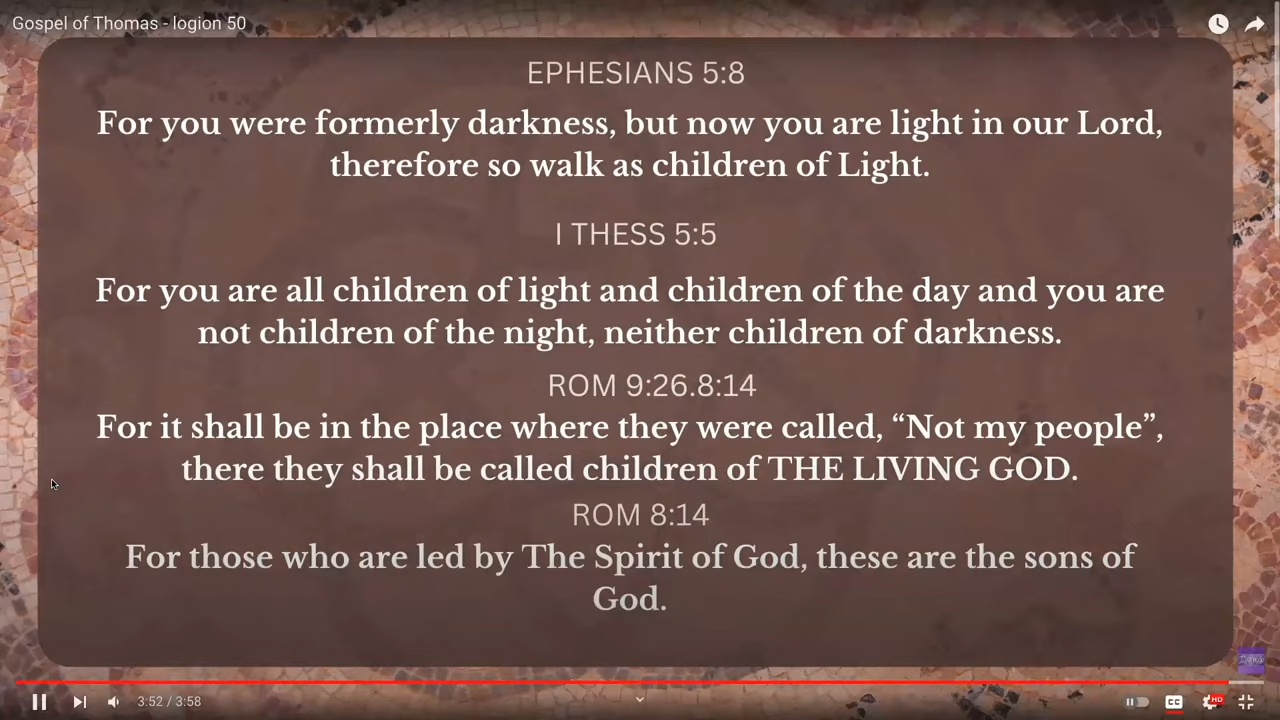 Gospel of Thomas - logion 50
EPHESIANS 5:8
For you were formerly darkness, but now you are light in our Lord,
therefore so walk as children of Light.
I THESS 5:5
For you are all children of light and children of the day and you are
not children of the night, neither children of darkness.
ROM 9:26.8:14
For it shall be in the place where they were called, “Not my people”,
there they shall be called children of THE LIVING GOD.
ROM 8:14
For those who are led by The Spirit of God, these are the sons of
God.
3:52 / 3:58
CC
HD